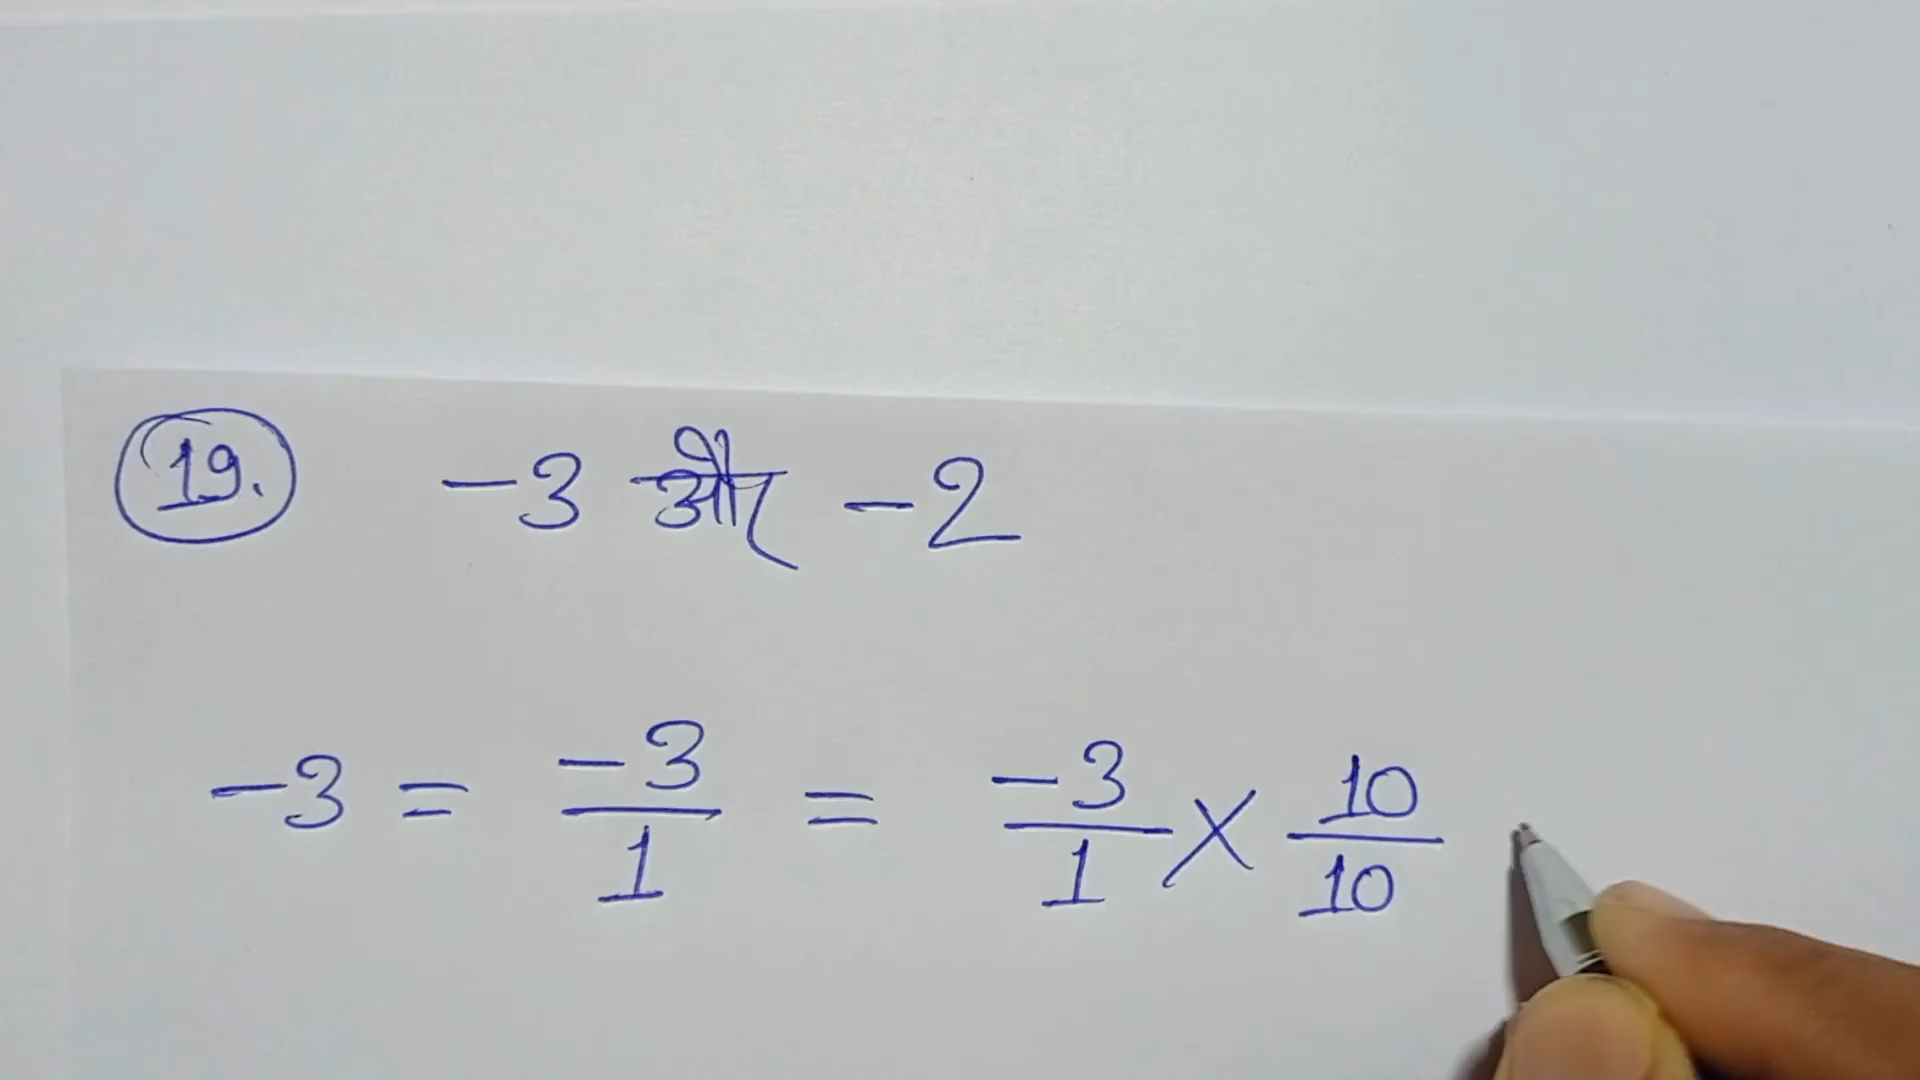 19. -3 और -2
-3 = -3/1 = -3/1 × 10/10